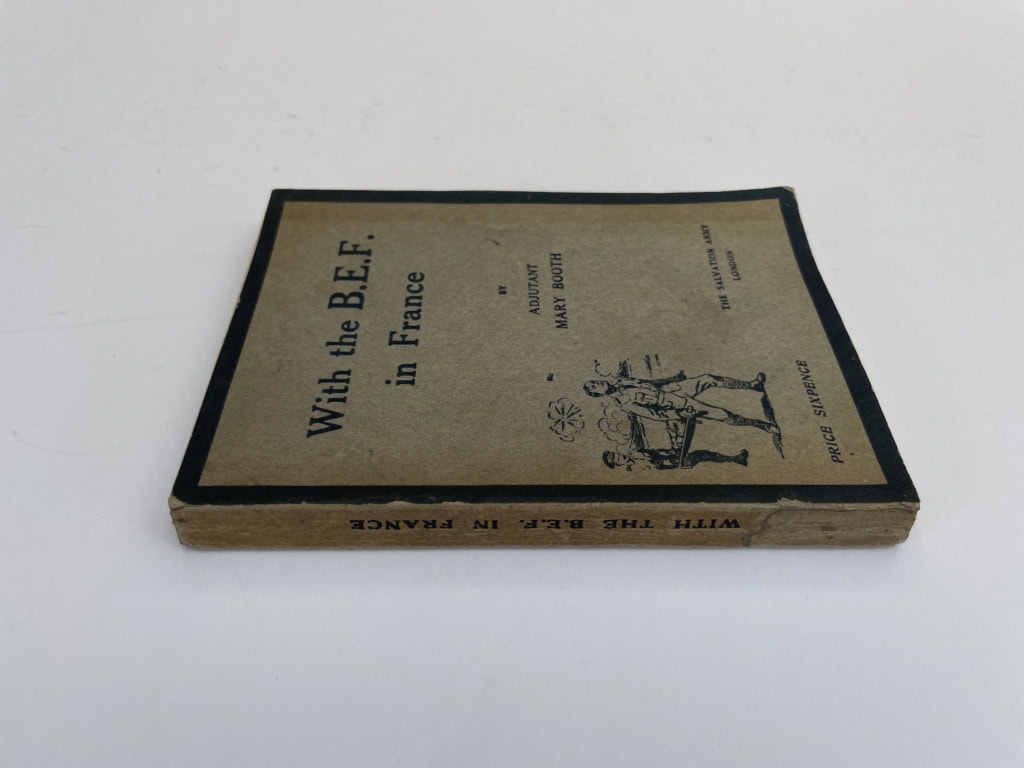 With the B.E.F.
in France
BY
ADJUTANT
MARY BOOTH
THE SALVATION ARMY
LONDON
PRICE SIXPENCE
WITH THE B.E.F. IN FRANCE